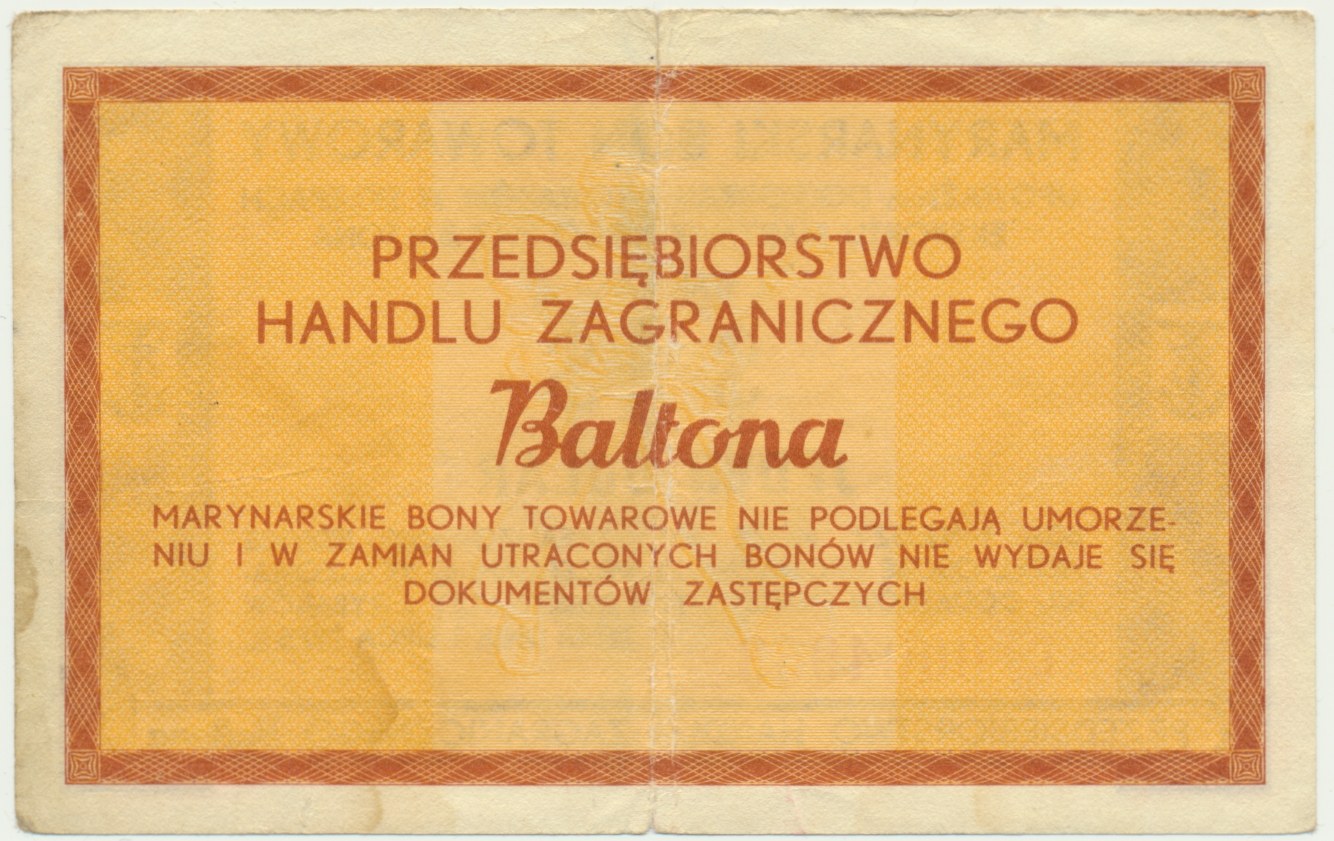 PRZEDSIĘBIORSTWO
HANDLU ZAGRANICZNEGO
Baltona
MARYNARSKIE BONY TOWAROWE NIE PODLEGAJĄ UMORZE-
NIU I W ZAMIAN UTRACONYCH BONÓW NIE WYDAJE SIĘ
DOKUMENTÓW ZASTĘPCZYCH